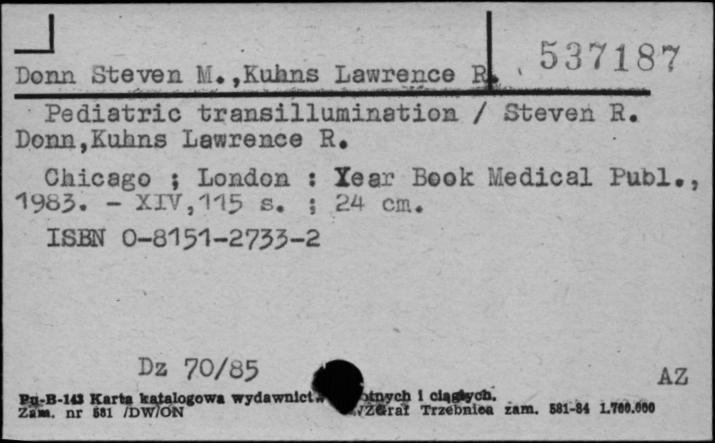 Donn Steven M.,Kuhns Lawrence R.
537187
Pediatric transillumination / Steven R.
Donn,Kuhns Lawrence R.
Chicago ; London : Year Book Medical Publ.,
1983. - XIV,115 s. ; 24 cm.
ISBN 0-8151-2733-2
Dz 70/85
AZ
Pu-B-143 Karta katalogowa wydawnict ciągłych.
Zam. nr 581 /DW/ON Trzebnica zam. 581-84 1.700.000